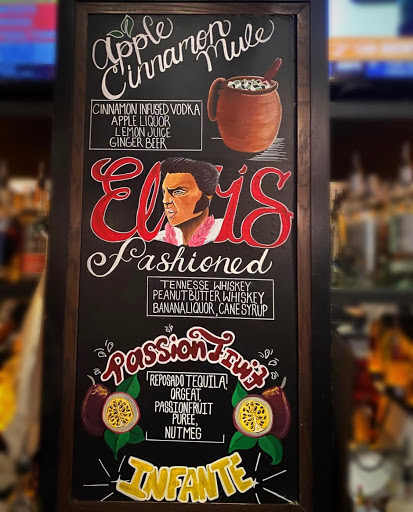 Apple
Cinnamon
Mule
CINNAMON INFUSED VODKA
APPLE LIQUOR
LEMON JUICE
GINGER BEER
Elvis
Fashioned
TENNESSE WHISKEY
PEANUT BUTTER WHISKEY
BANANA LIQUOR, CANE SYRUP
Passion Fruit
REPOSADO TEQUILA,
ORGEAT,
PASSIONFRUIT
PUREE,
NUTMEG
INFANTE